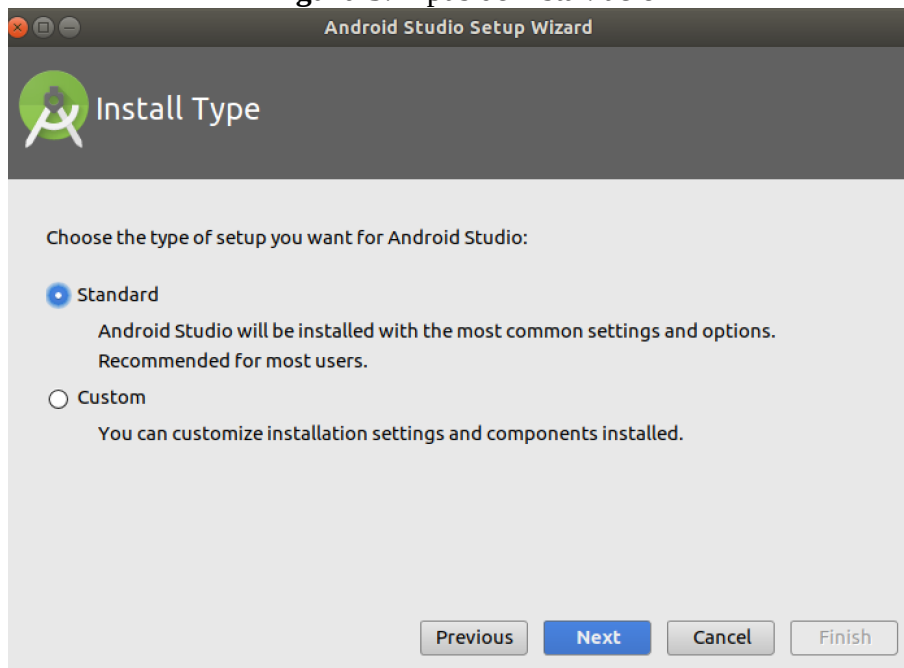 Android Studio Setup Wizard
Install Type
Choose the type of setup you want for Android Studio:
Standard
Android Studio will be installed with the most common settings and options.
Recommended for most users.
Custom
You can customize installation settings and components installed.
Previous Next Cancel Finish